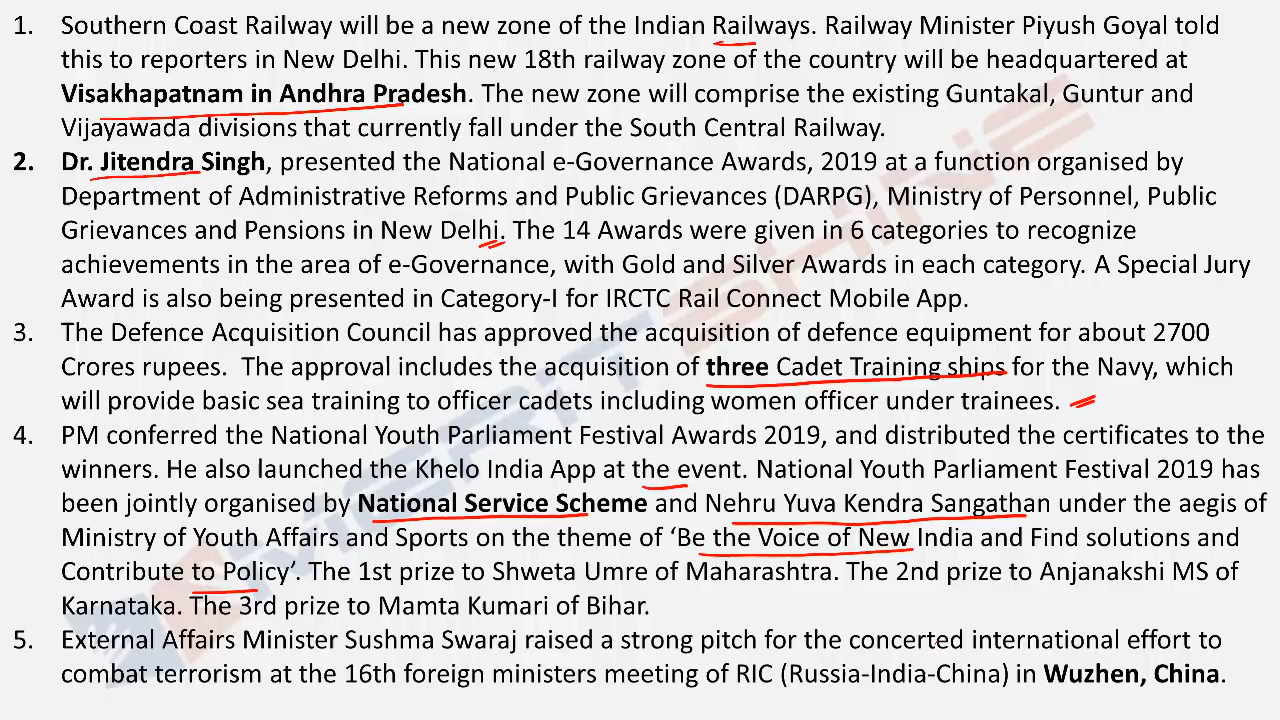 1. Southern Coast Railway will be a new zone of the Indian Railways. Railway Minister Piyush Goyal told
this to reporters in New Delhi. This new 18th railway zone of the country will be headquartered at
Visakhapatnam in Andhra Pradesh. The new zone will comprise the existing Guntakal, Guntur and
Vijayawada divisions that currently fall under the South Central Railway.
2. Dr. Jitendra Singh, presented the National e-Governance Awards, 2019 at a function organised by
Department of Administrative Reforms and Public Grievances (DARPG), Ministry of Personnel, Public
Grievances and Pensions in New Delhi. The 14 Awards were given in 6 categories to recognize
achievements in the area of e-Governance, with Gold and Silver Awards in each category. A Special Jury
Award is also being presented in Category-I for IRCTC Rail Connect Mobile App.
3. The Defence Acquisition Council has approved the acquisition of defence equipment for about 2700
Crores rupees.  The approval includes the acquisition of three Cadet Training ships for the Navy, which
will provide basic sea training to officer cadets including women officer under trainees.
4. PM conferred the National Youth Parliament Festival Awards 2019, and distributed the certificates to the
winners. He also launched the Khelo India App at the event. National Youth Parliament Festival 2019 has
been jointly organised by National Service Scheme and Nehru Yuva Kendra Sangathan under the aegis of
Ministry of Youth Affairs and Sports on the theme of ‘Be the Voice of New India and Find solutions and
Contribute to Policy’. The 1st prize to Shweta Umre of Maharashtra. The 2nd prize to Anjanakshi MS of
Karnataka. The 3rd prize to Mamta Kumari of Bihar.
5. External Affairs Minister Sushma Swaraj raised a strong pitch for the concerted international effort to
combat terrorism at the 16th foreign ministers meeting of RIC (Russia-India-China) in Wuzhen, China.
MERIT SHINE